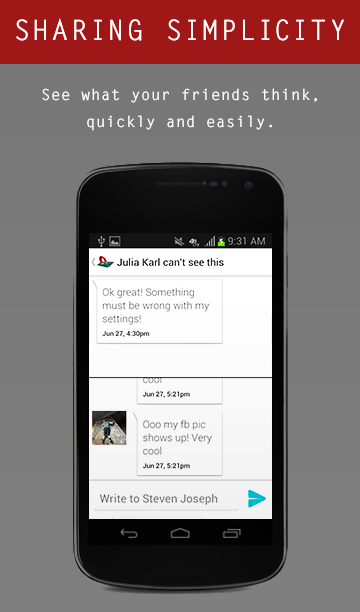 SHARING SIMPLICITY
See what your friends think,
quickly and easily.
9:31 AM
Julia Karl can't see this
Ok great! Something
must be wrong with my
settings!
Jun 27, 4:30pm
cool
Jun 27, 5:21pm
Ooo my fb pic
shows up! Very
cool
Jun 27, 5:21pm
Write to Steven Joseph